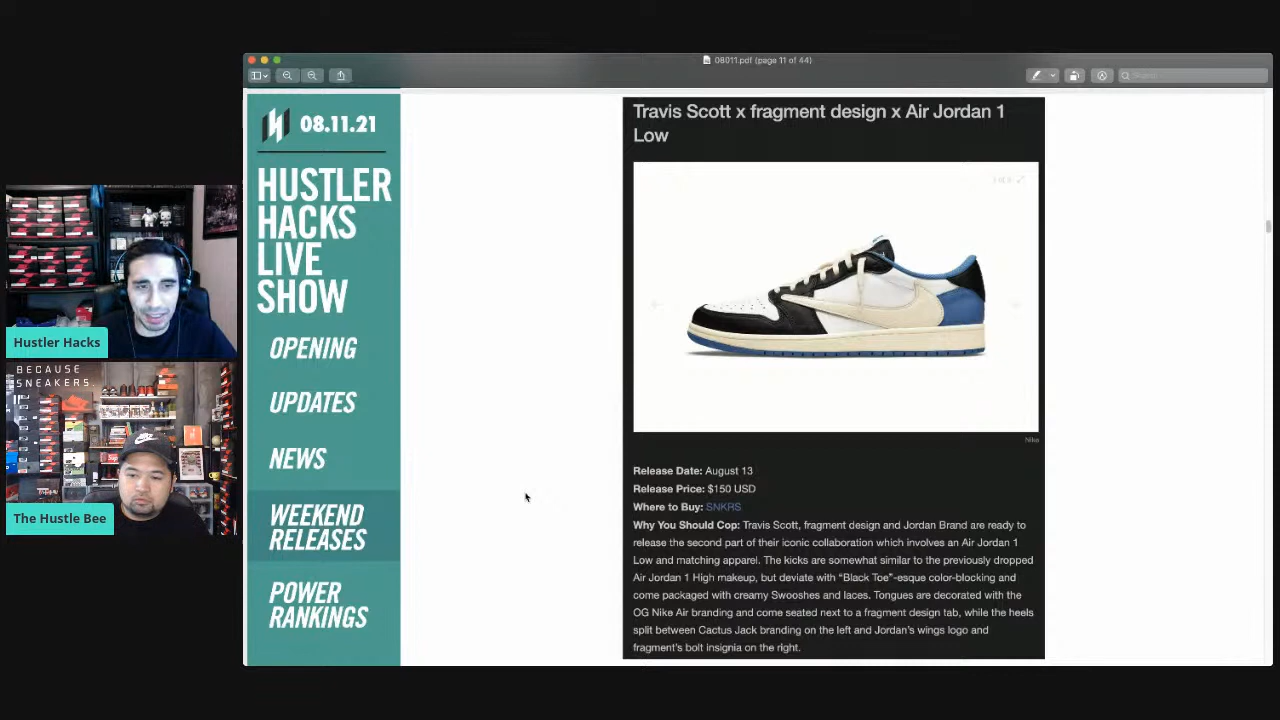 08011.pdf (page 11 of 44)
Search
08.11.21
HUSTLER
HACKS
LIVE
SHOW
OPENING
UPDATES
NEWS
WEEKEND
RELEASES
POWER
RANKINGS
Hustler Hacks
BECAUSE
SNEAKERS.
The Hustle Bee
Travis Scott x fragment design x Air Jordan 1
Low
Nike
Release Date: August 13
Release Price: $150 USD
Where to Buy: SNKRS
Why You Should Cop: Travis Scott, fragment design and Jordan Brand are ready to
release the second part of their iconic collaboration which involves an Air Jordan 1
Low and matching apparel. The kicks are somewhat similar to the previously dropped
Air Jordan 1 High makeup, but deviate with “Black Toe”-esque color-blocking and
come packaged with creamy Swooshes and laces. Tongues are decorated with the
OG Nike Air branding and come seated next to a fragment design tab, while the heels
split between Cactus Jack branding on the left and Jordan’s wings logo and
fragment’s bolt insignia on the right.